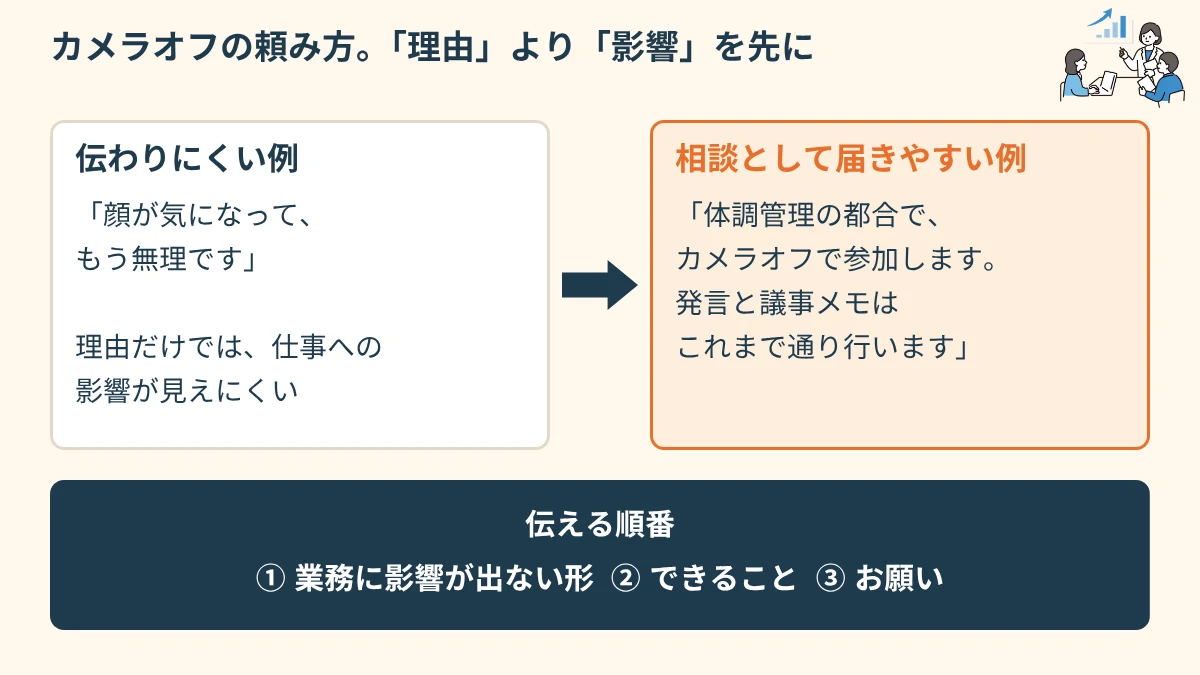 カメラオフの頼み方。「理由」より「影響」を先に
伝わりにくい例
「顔が気になって、
もう無理です」
理由だけでは、仕事への
影響が見えにくい
相談として届きやすい例
「体調管理の都合で、
カメラオフで参加します。
発言と議事メモは
これまで通り行います」
伝える順番
① 業務に影響が出ない形 ② できること ③ お願い